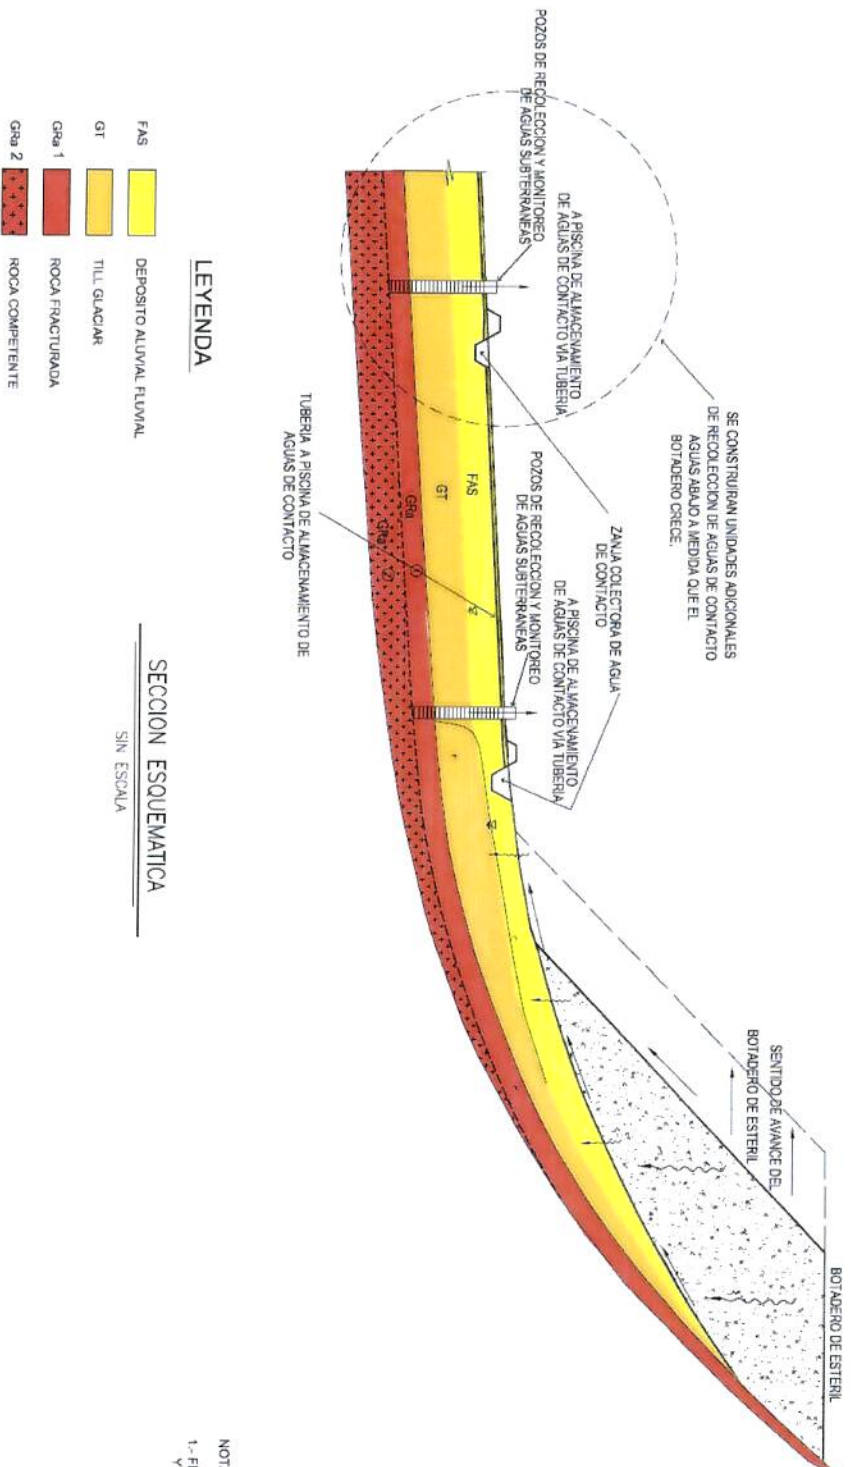 BOTADERO DE ESTERIL
SENTIDO DE AVANCE DEL
BOTADERO DE ESTERIL
SE CONSTRUIRAN UNIDADES ADICIONALES
DE RECOLECCION DE AGUAS DE CONTACTO
AGUAS ABAJO A MEDIDA QUE EL
BOTADERO CRECE.
ZANJA COLECTORA DE AGUA
DE CONTACTO
A PISCINA DE ALMACENAMIENTO
DE AGUAS DE CONTACTO VIA TUBERIA
POZOS DE RECOLECCION Y MONITOREO
DE AGUAS SUBTERRANEAS
A PISCINA DE ALMACENAMIENTO
DE AGUAS DE CONTACTO VIA TUBERIA
POZOS DE RECOLECCION Y MONITOREO
DE AGUAS SUBTERRANEAS
FAS
GT
GRa
GRa
TUBERIA A PISCINA DE ALMACENAMIENTO DE
AGUAS DE CONTACTO
LEYENDA
FAS DEPOSITO ALUVIAL FLUVIAL
GT TILL GLACIAR
GRa 1 ROCA FRACTURADA
GRa 2 ROCA COMPETENTE
SECCION ESQUEMATICA
SIN ESCALA